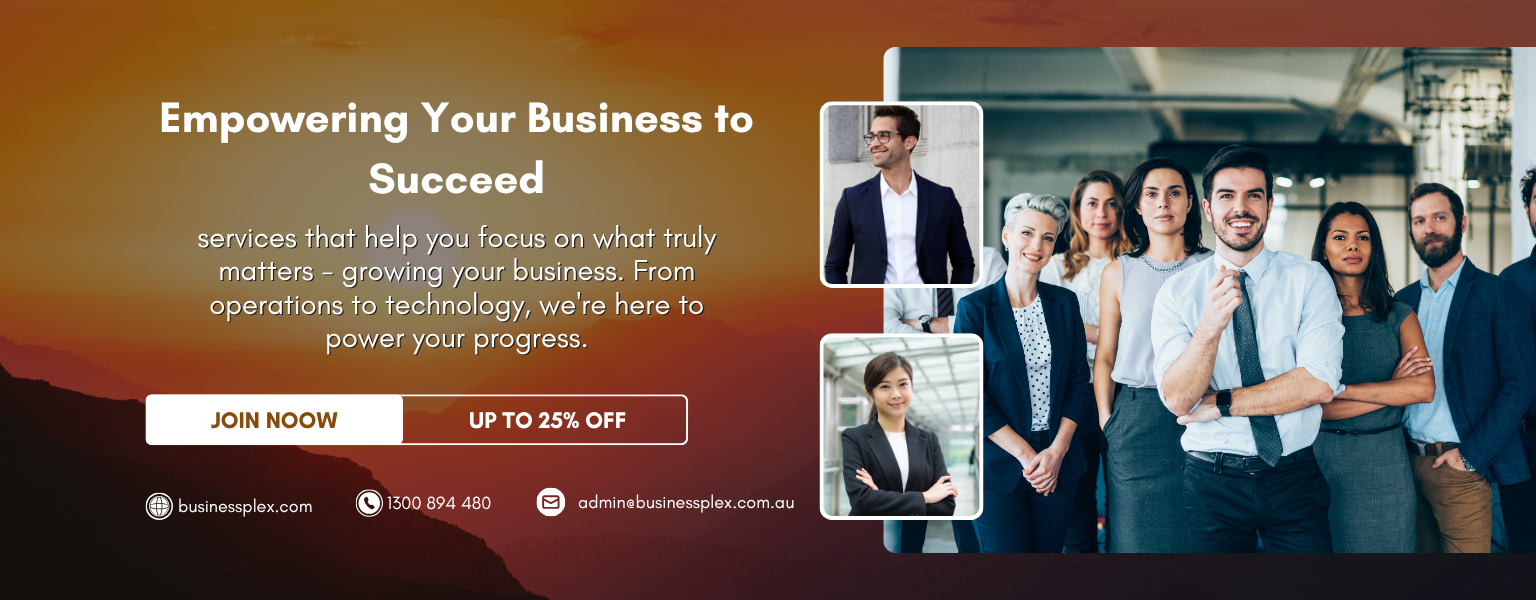 Empowering Your Business to
Succeed
services that help you focus on what truly
matters - growing your business. From
operations to technology, we're here to
power your progress.
JOIN NOOW
UP TO 25% OFF
businessplex.com
1300 894 480
admin@businessplex.com.au